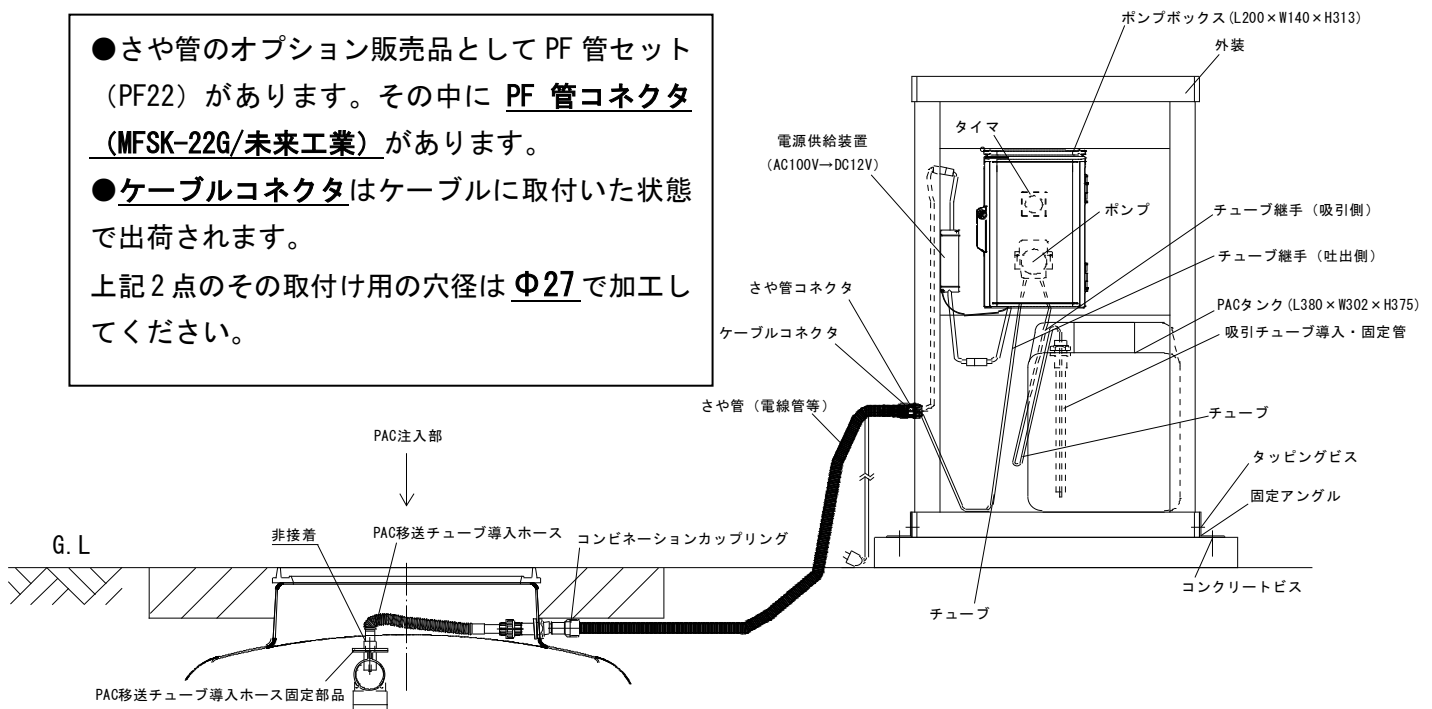 ●さや管のオプション販売品として PF 管セット
（PF22）があります。その中に PF 管コネクタ
（MFSK-22G/未来工業）があります。
●ケーブルコネクタはケーブルに取付いた状態
で出荷されます。
上記２点のその取付け用の穴径は Φ27 で加工し
てください。
ポンプボックス(L200×W140×H313)
外装
タイマ
電源供給装置
(AC100V→DC12V)
ポンプ
チューブ継手（吸引側）
チューブ継手（吐出側）
さや管コネクタ
PACタンク(L380×W302×H375)
ケーブルコネクタ
吸引チューブ導入・固定管
さや管（電線管等）
チューブ
PAC注入部
タッピングビス
固定アングル
G.L
非接着
PAC移送チューブ導入ホース
コンビネーションカップリング
コンクリートビス
チューブ
PAC移送チューブ導入ホース固定部品